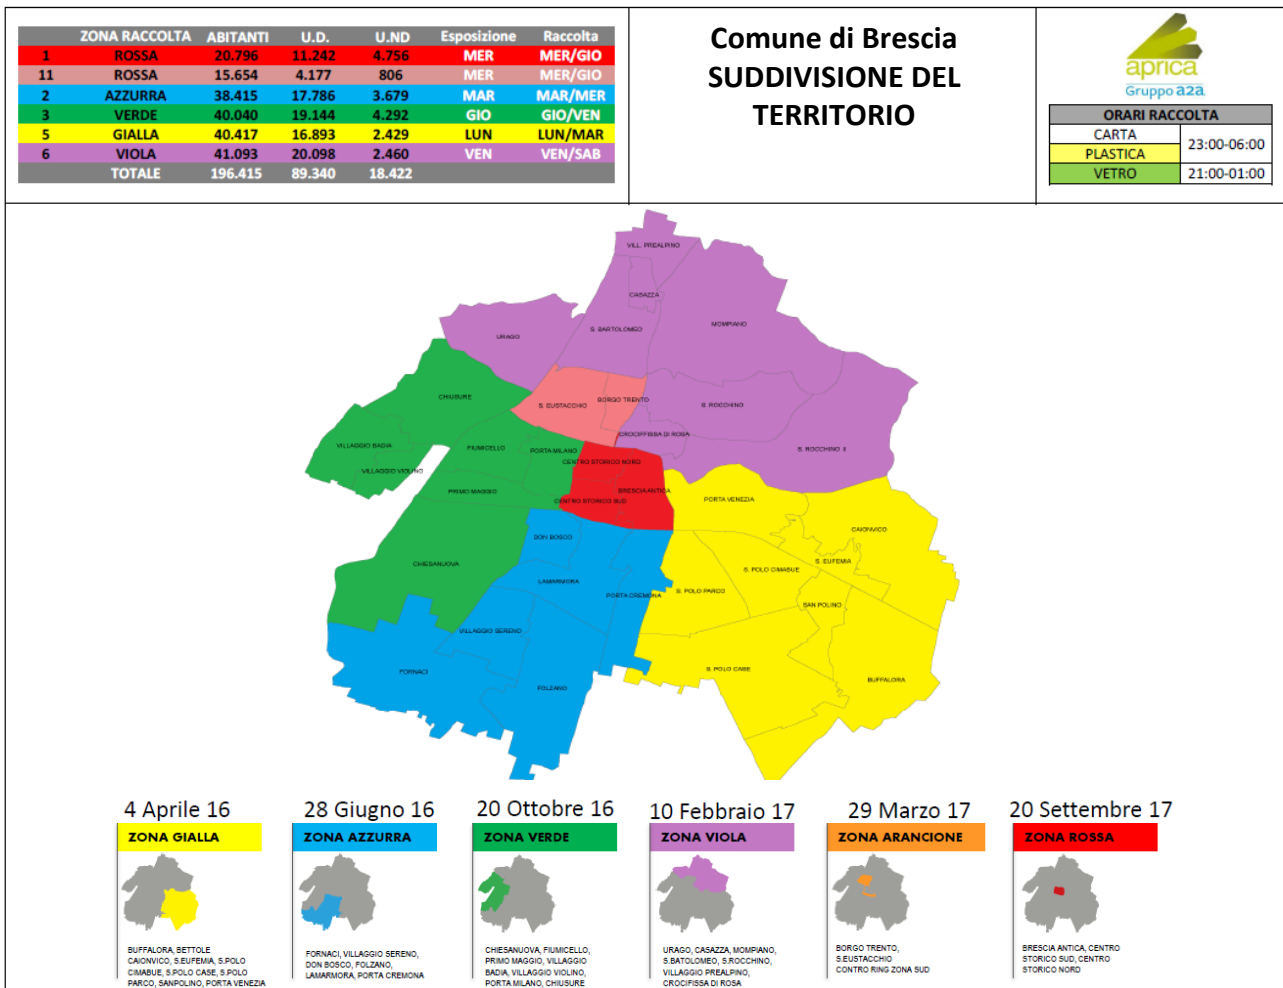 ZONA RACCOLTA ABITANTI U.D. U.ND Esposizione Raccolta
1 ROSSA 20.796 11.242 4.756 MER MER/GIO
11 ROSSA 15.654 4.177 806 MER MER/GIO
2 AZZURRA 38.415 17.786 3.679 MAR MAR/MER
3 VERDE 40.040 19.144 4.292 GIO GIO/VEN
5 GIALLA 40.417 16.893 2.429 LUN LUN/MAR
6 VIOLA 41.093 20.098 2.460 VEN VEN/SAB
TOTALE 196.415 89.340 18.422
Comune di Brescia
SUDDIVISIONE DEL
TERRITORIO
aprica
Gruppo a2a
ORARI RACCOLTA
CARTA 23:00-06:00
PLASTICA
VETRO 21:00-01:00
VILL. PREALPINO
CASAZZA
S. BARTOLOMEO
MOMPIANO
URAGO
CHIUSURE
S. EUSTACCHIO
BORGO TRENTO
S. ROCCHINO
CROCIFISSA DI ROSA
S. ROCCHINO II
VILLAGGIO BADIA
FIUMICELLO
PORTA MILANO
VILLAGGIO VIOLINO
CENTRO STORICO NORD
PRIMO MAGGIO
BRESCIA ANTICA
CENTRO STORICO SUD
PORTA VENEZIA
CAIONVICO
DON BOSCO
CHIESANUOVA
S. EUFEMIA
S. POLO CIMABUE
LAMARMORA
PORTA CREMONA
S. POLO PARCO
SAN POLINO
VILLAGGIO SERENO
FORNACI
S. POLO CASE
BUFFALORA
FOLZANO
4 Aprile 16
ZONA GIALLA
BUFFALORA, BETTOLE
CAIONVICO, S.EUFEMIA, S.POLO
CIMABUE, S.POLO CASE, S.POLO
PARCO, SANPOLINO, PORTA VENEZIA
28 Giugno 16
ZONA AZZURRA
FORNACI, VILLAGGIO SERENO,
DON BOSCO, FOLZANO,
LAMARMORA, PORTA CREMONA
20 Ottobre 16
ZONA VERDE
CHIESANUOVA, FIUMICELLO,
PRIMO MAGGIO, VILLAGGIO
BADIA, VILLAGGIO VIOLINO,
PORTA MILANO, CHIUSURE
10 Febbraio 17
ZONA VIOLA
URAGO, CASAZZA, MOMPIANO,
S.BATOLOMEO, S.ROCCHINO,
VILLAGGIO PREALPINO,
CROCIFISSA DI ROSA
29 Marzo 17
ZONA ARANCIONE
BORGO TRENTO,
S.EUSTACCHIO
CONTRO RING ZONA SUD
20 Settembre 17
ZONA ROSSA
BRESCIA ANTICA, CENTRO
STORICO SUD, CENTRO
STORICO NORD